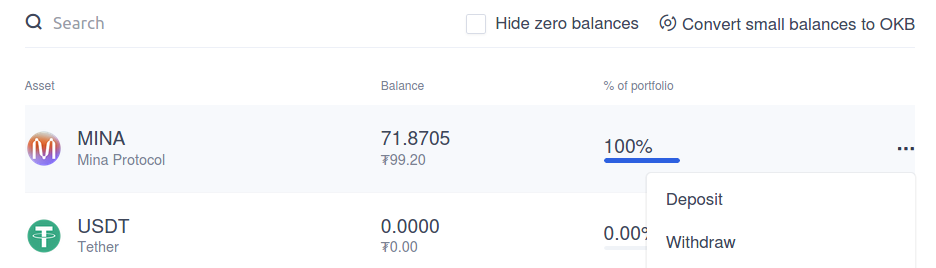 Search
Hide zero balances
Convert small balances to OKB
Asset Balance % of portfolio
MINA 71.8705 100% ...
Mina Protocol ₮99.20
Deposit
USDT 0.0000 0.00%
Tether ₮0.00
Withdraw